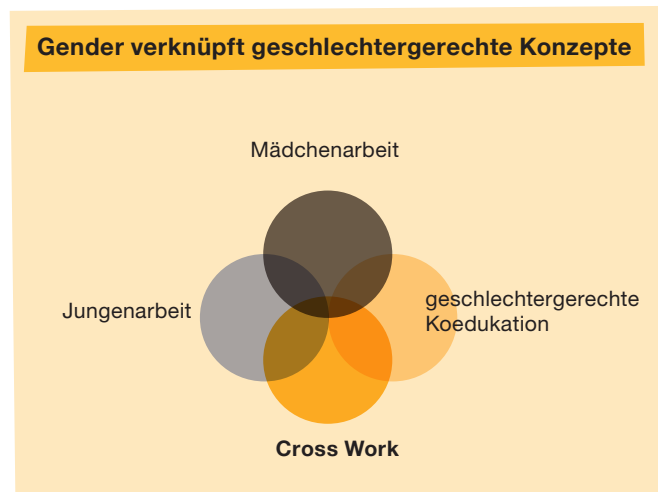 Gender verknüpft geschlechtergerechte Konzepte
Mädchenarbeit
Jungenarbeit
geschlechtergerechte
Koedukation
Cross Work